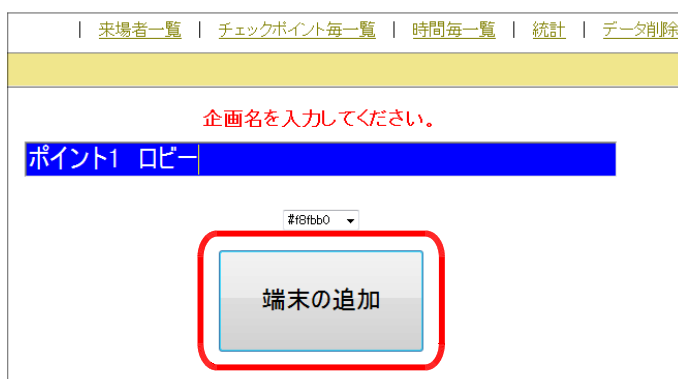 | 来場者一覧 | チェックポイント毎一覧 | 時間毎一覧 | 統計 | データ削除
企画名を入力してください。
ポイント1 ロビー
#f8fbb0
端末の追加